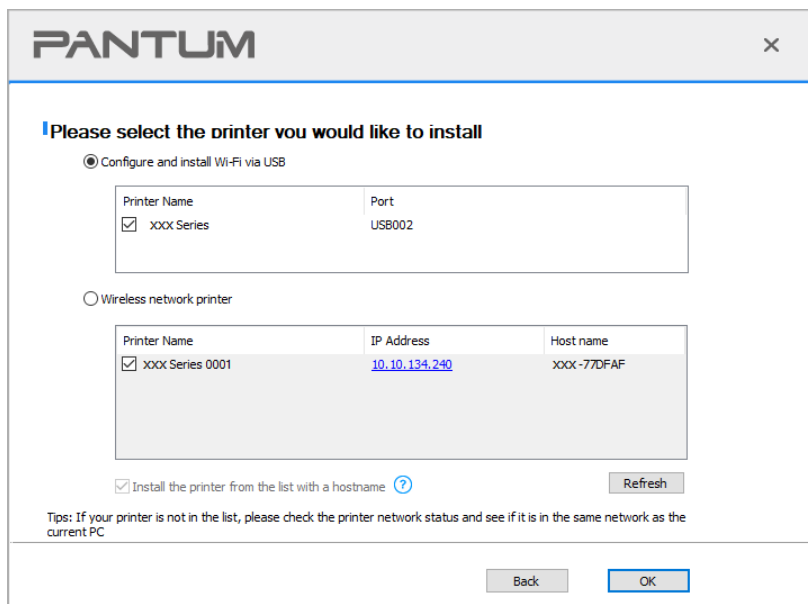 PANTUM
Please select the printer you would like to install
Configure and install Wi-Fi via USB
Printer Name Port
XXX Series USB002
Wireless network printer
Printer Name IP Address Host name
XXX Series 0001 10.10.134.240 XXX-77DFAF
Install the printer from the list with a hostname ? Refresh
Tips: If your printer is not in the list, please check the printer network status and see if it is in the same network as the
current PC
Back OK